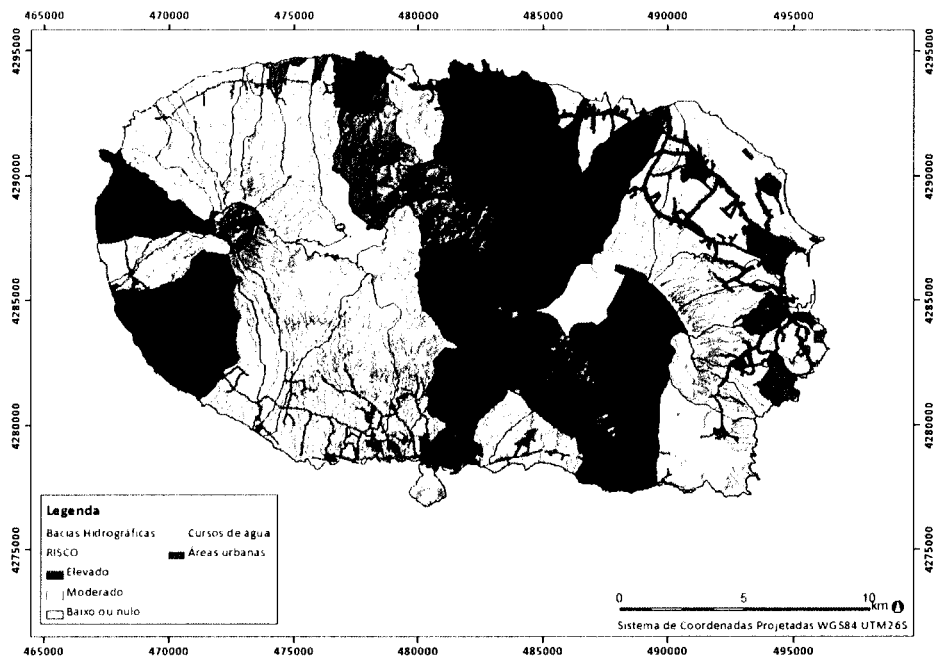 465000 470000 475000 480000 485000 490000 495000
4295000 4295000
4290000 4290000
4285000 4285000
4280000 4280000
4275000 4275000
Legenda
Bacias Hidrográficas Cursos de água
RISCO Áreas urbanas
Elevado
Moderado
Baixo ou nulo
0 5 10
km
Sistema de Coordenadas Projetadas WGS84 UTM26S
465000 470000 475000 480000 485000 490000 495000